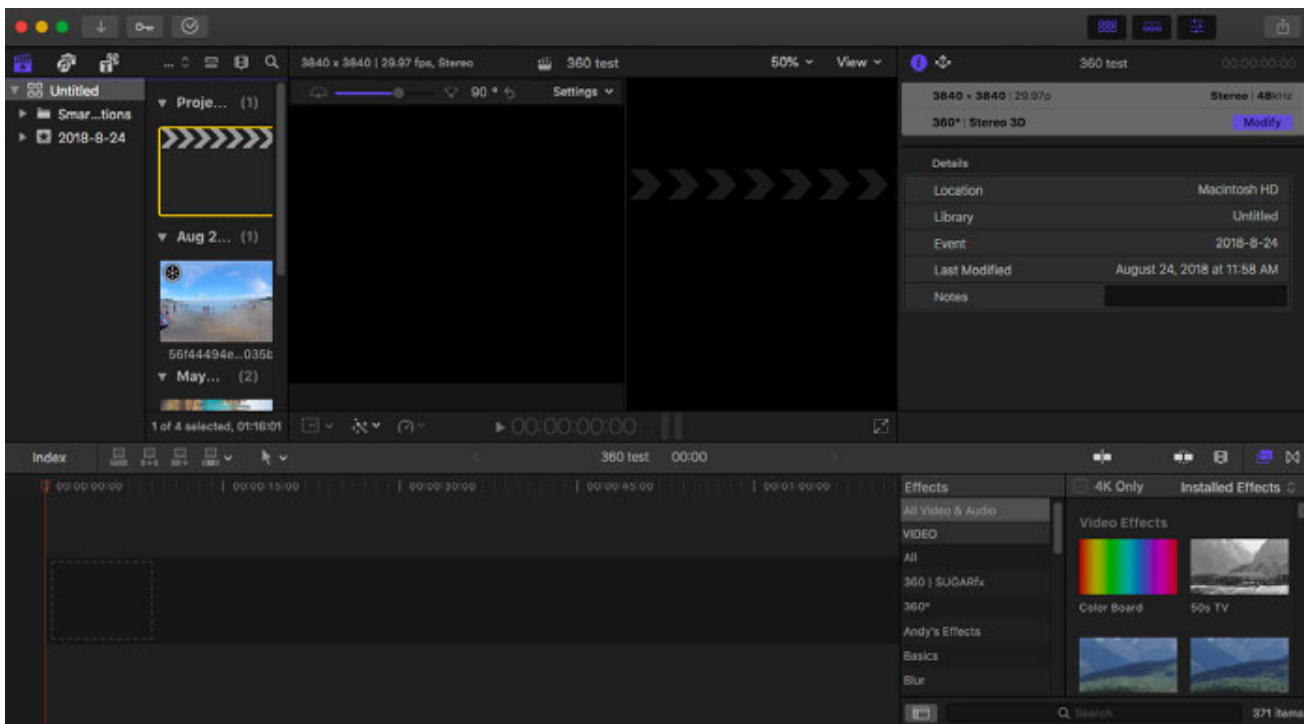 ... 3840 x 3840 | 29.97 fps, Stereo 360 test 50% View 360 test 00:00:00:00
Untitled
Smar...tions
2018-8-24
Proje... (1)
Aug 2... (1)
56f44494e...035b
May... (2)
1 of 4 selected, 01:16:01
90 ° Settings
00:00:00:00
3840 × 3840 | 29.97p Stereo | 48kHz
360° | Stereo 3D Modify
Details
Location Macintosh HD
Library Untitled
Event 2018-8-24
Last Modified August 24, 2018 at 11:58 AM
Notes
Index 360 test 00:00
00:00:00:00 00:00:15:00 00:00:30:00 00:00:45:00 00:01:00:00
Effects 4K Only Installed Effects
All Video & Audio
VIDEO
All
360 | SUGARfx
360°
Andy's Effects
Basics
Blur
Video Effects
Color Board 50s TV
Search 371 items